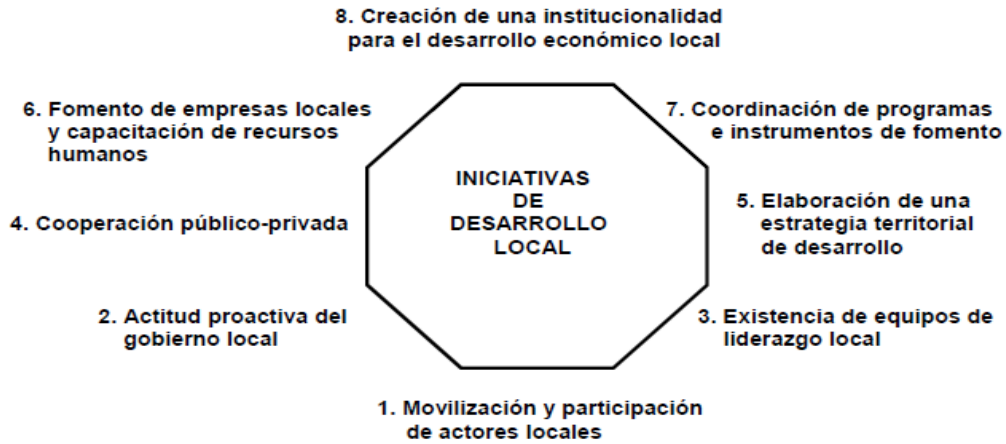 8. Creación de una institucionalidad
para el desarrollo económico local
6. Fomento de empresas locales
y capacitación de recursos
humanos
7. Coordinación de programas
e instrumentos de fomento
INICIATIVAS
DE
DESARROLLO
LOCAL
4. Cooperación público-privada
5. Elaboración de una
estrategia territorial
de desarrollo
2. Actitud proactiva del
gobierno local
3. Existencia de equipos de
liderazgo local
1. Movilización y participación
de actores locales